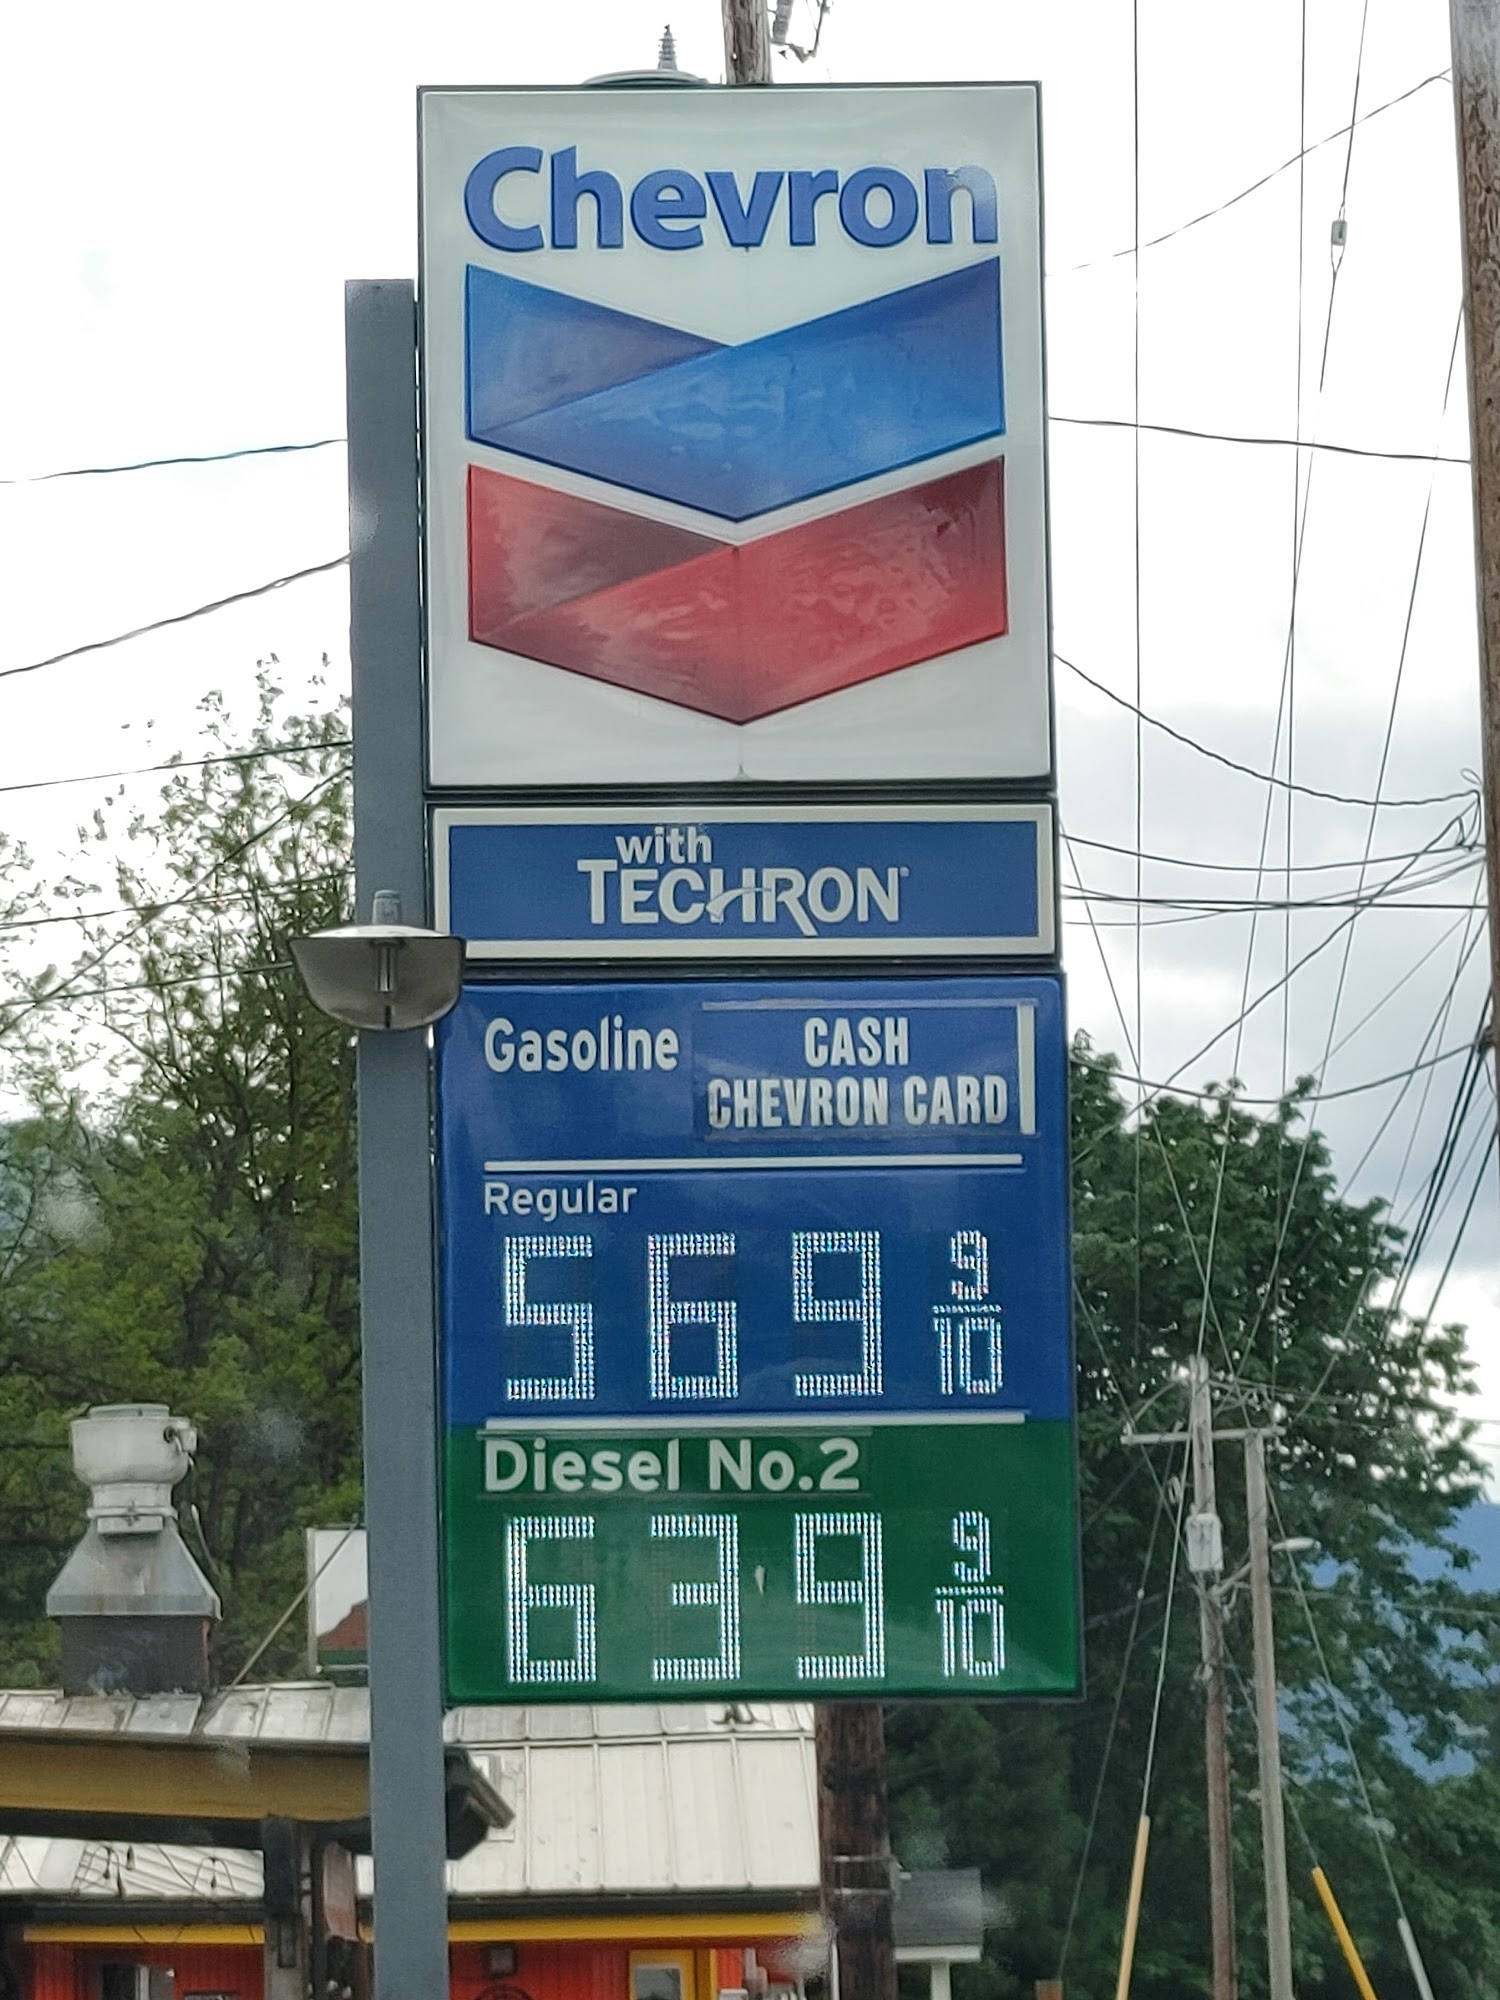 Chevron
with
TECHRON
Gasoline
CASH
CHEVRON CARD
Regular
569 9/10
Diesel No.2
639 9/10